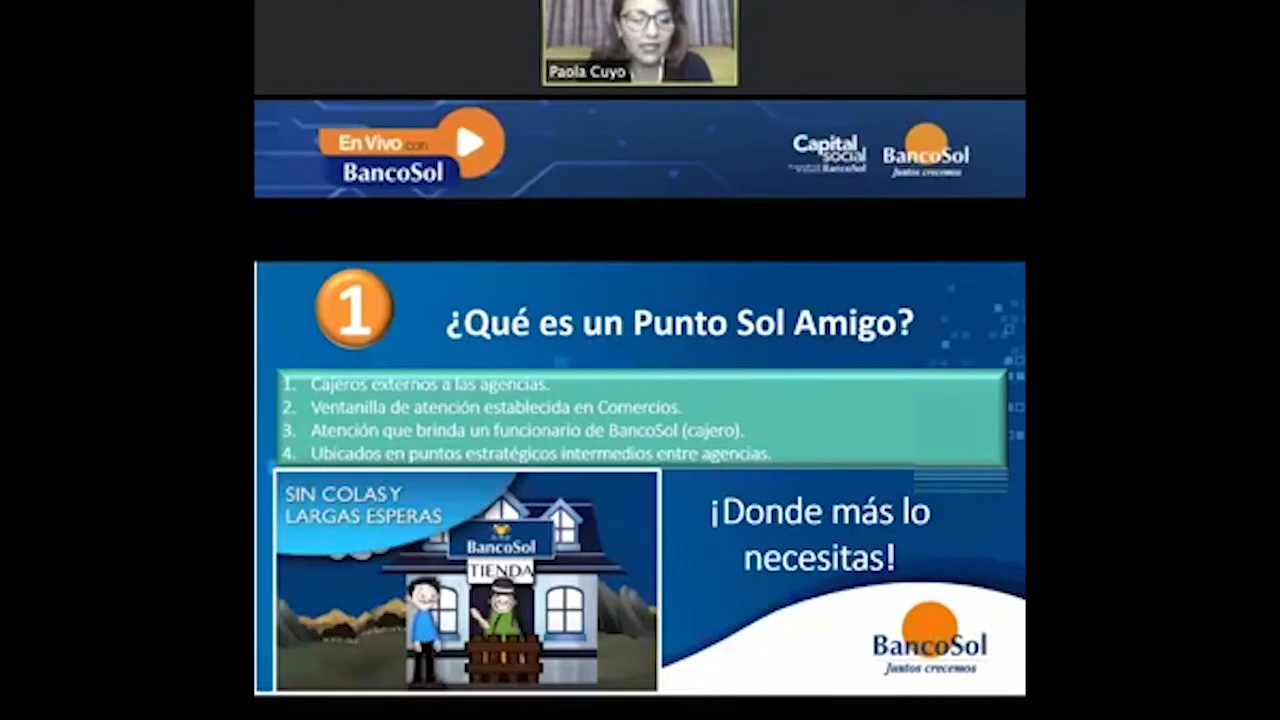 Paola Cuyo
En Vivo con
BancoSol
Capital
social
BancoSol
BancoSol
Juntos crecemos
1
¿Qué es un Punto Sol Amigo?
1. Cajeros externos a las agencias.
2. Ventanilla de atención establecida en Comercios.
3. Atención que brinda un funcionario de BancoSol (cajero).
4. Ubicados en puntos estratégicos intermedios entre agencias.
SIN COLAS Y
LARGAS ESPERAS
BancoSol
TIENDA
¡Donde más lo
necesitas!
BancoSol
Juntos crecemos